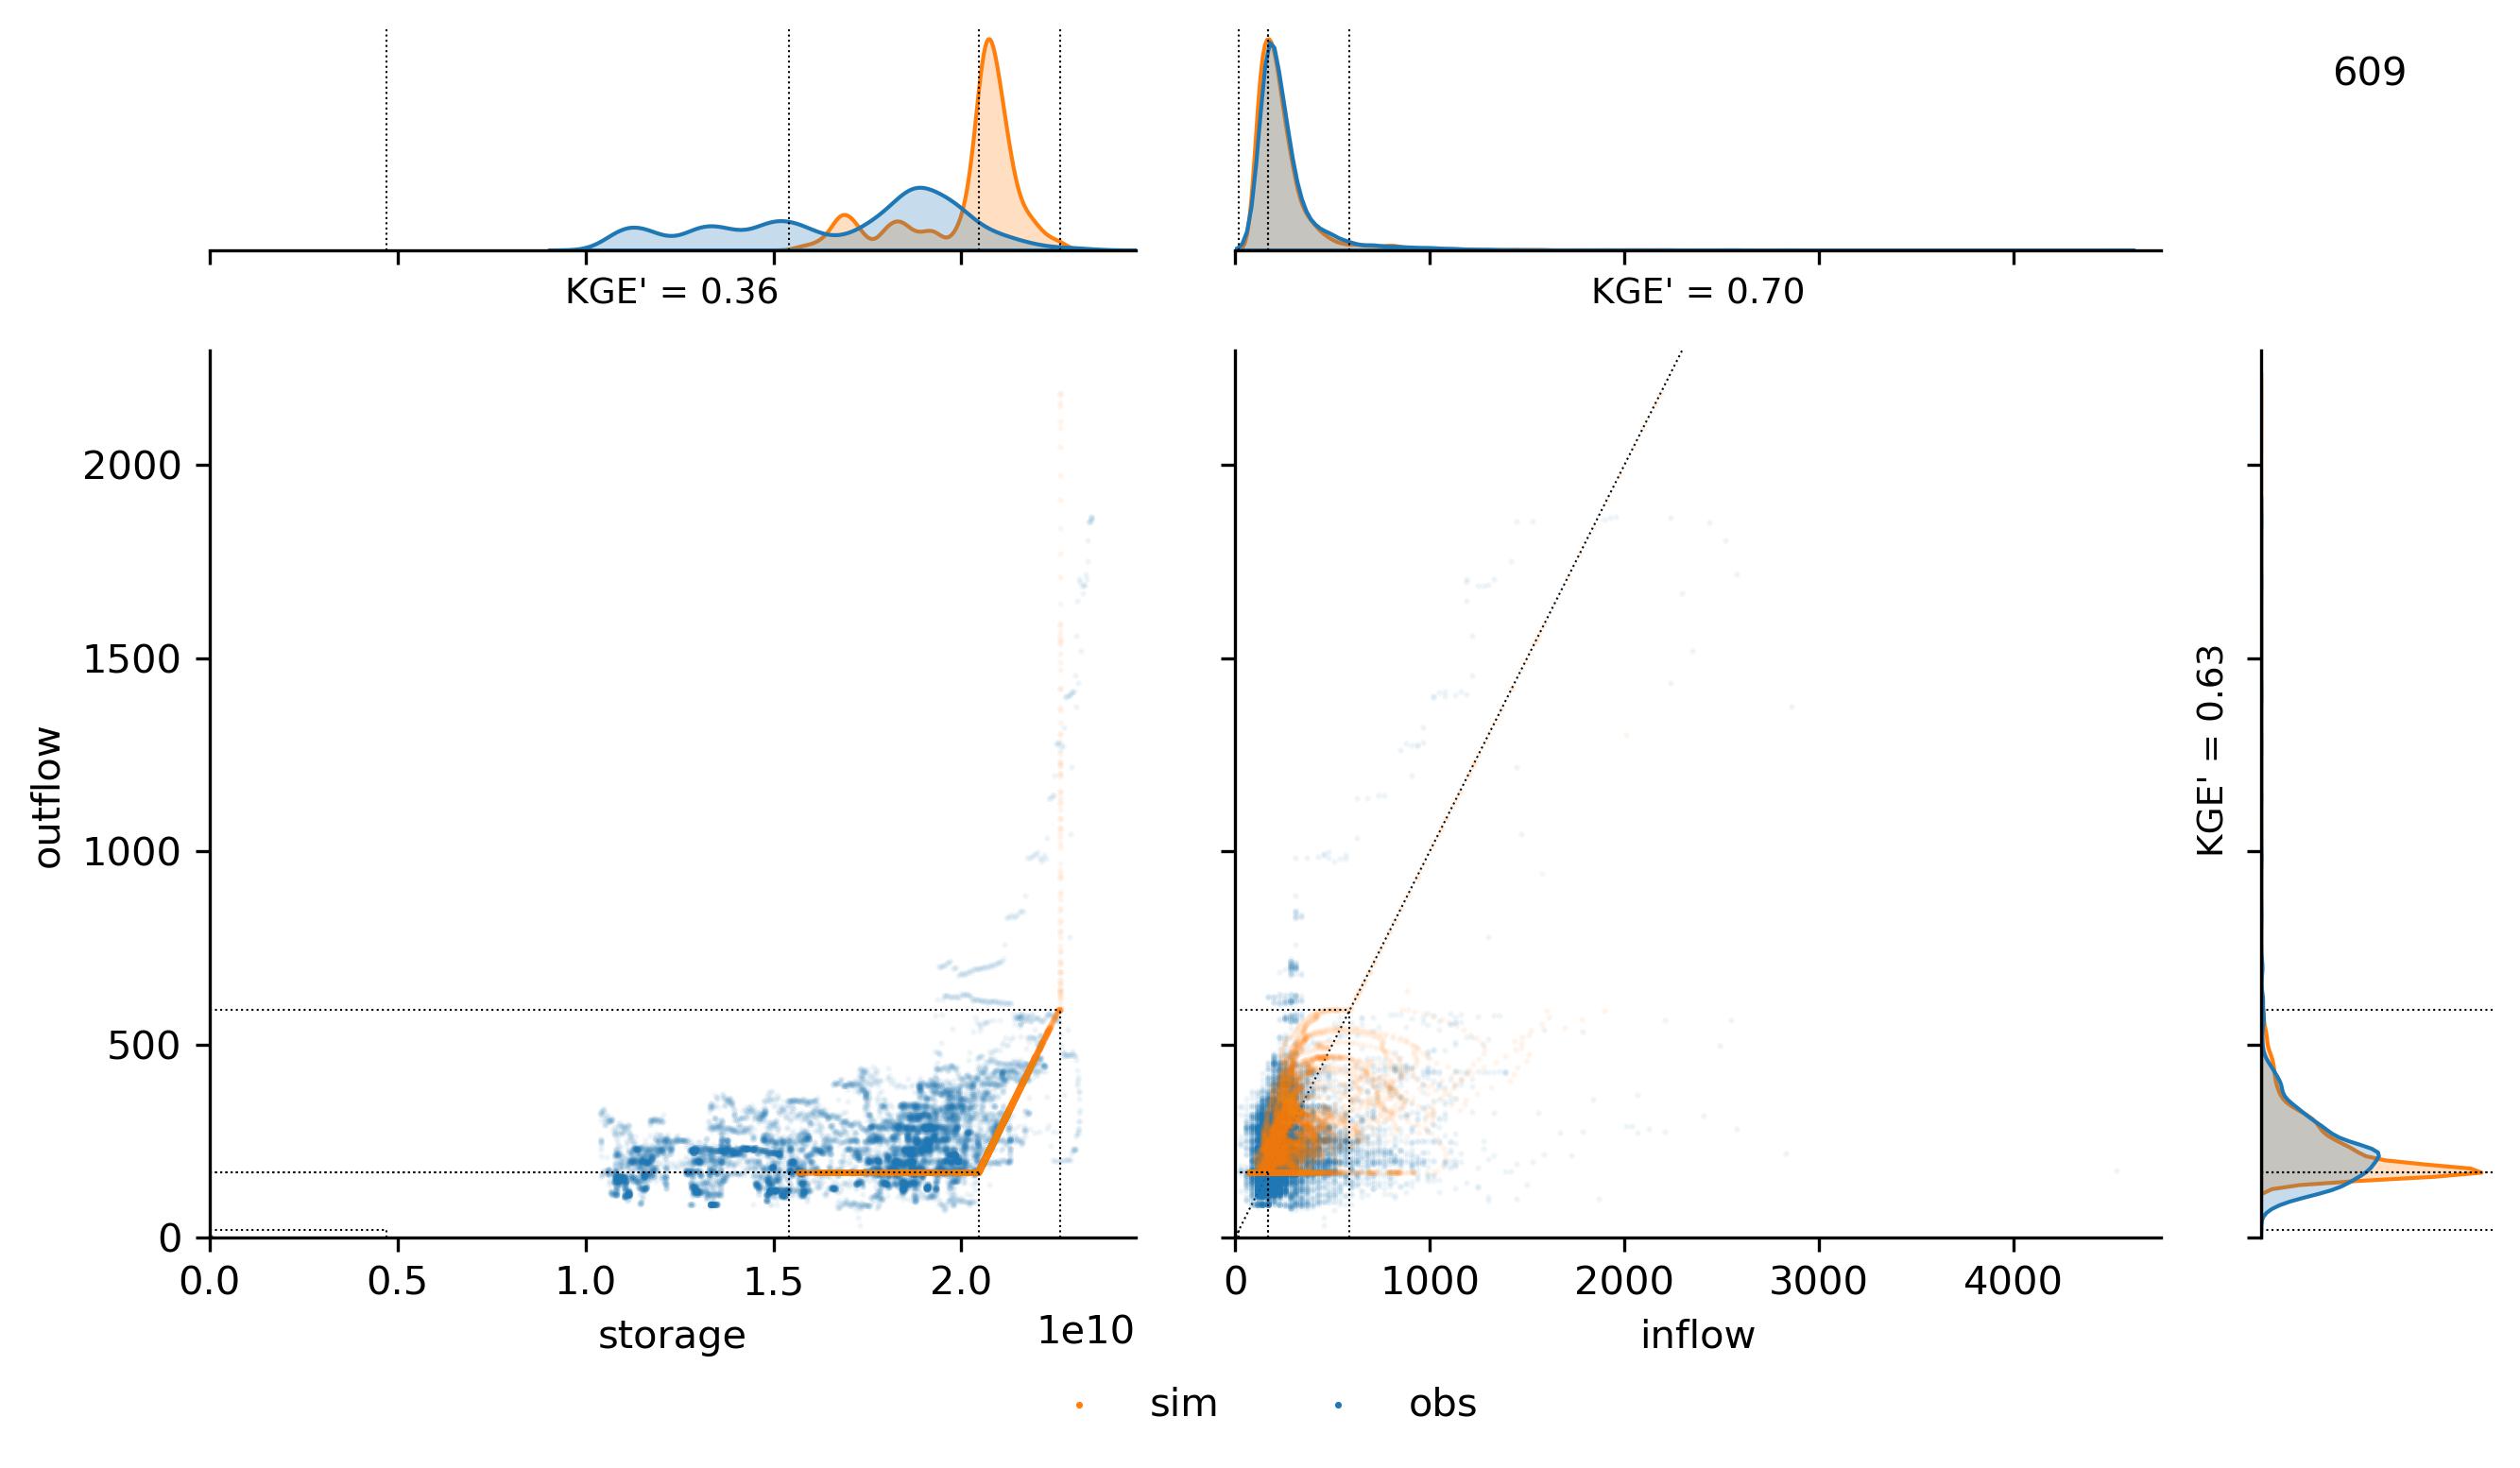 609
KGE' = 0.36
KGE' = 0.70
outflow
2000
1500
1000
500
0
KGE' = 0.63
0.0 0.5 1.0 1.5 2.0
0 1000 2000 3000 4000
storage
1e10
inflow
sim obs